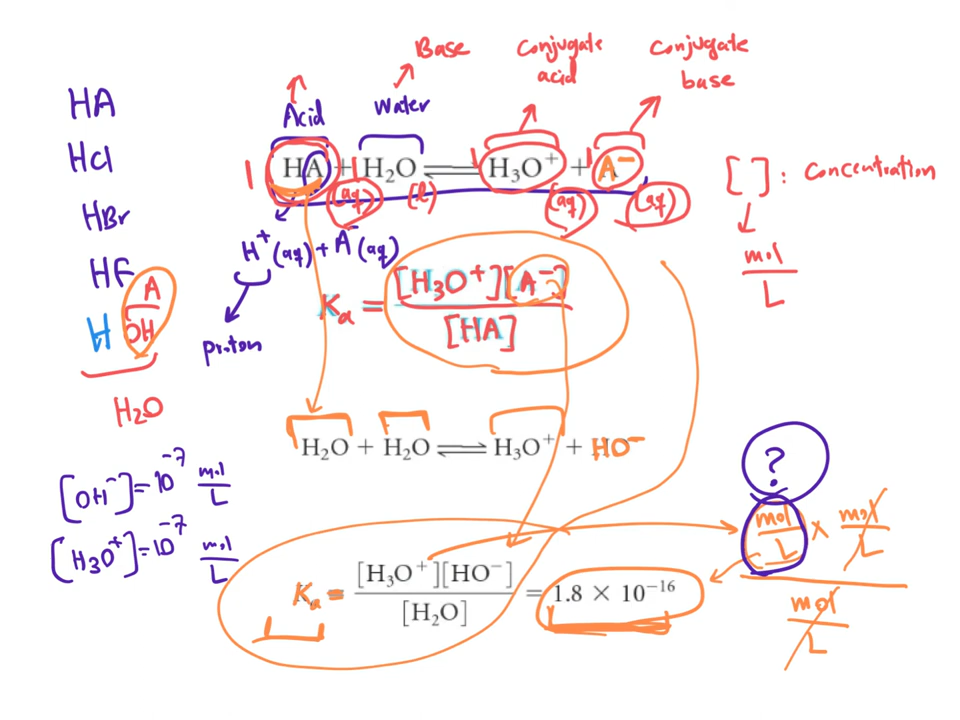 Base
Conjugate acid
Conjugate base
Acid
Water
HA + H₂O ⇌ H₃O⁺ + A⁻
1 1 1 1
(aq) (l) (aq) (aq)
H⁺(aq) + A⁻(aq)
proton
HA
HCl
HBr
HF
A
H OH
H₂O
[ ] : Concentration
mol
L
Kₐ = [H₃O⁺][A⁻]
[HA]
H₂O + H₂O ⇌ H₃O⁺ + HO⁻
[OH⁻] = 10⁻⁷ mol
L
[H₃O⁺] = 10⁻⁷ mol
L
?
mol × mol
L L
mol
L
Kₐ = [H₃O⁺][HO⁻] = 1.8 × 10⁻¹⁶
[H₂O]